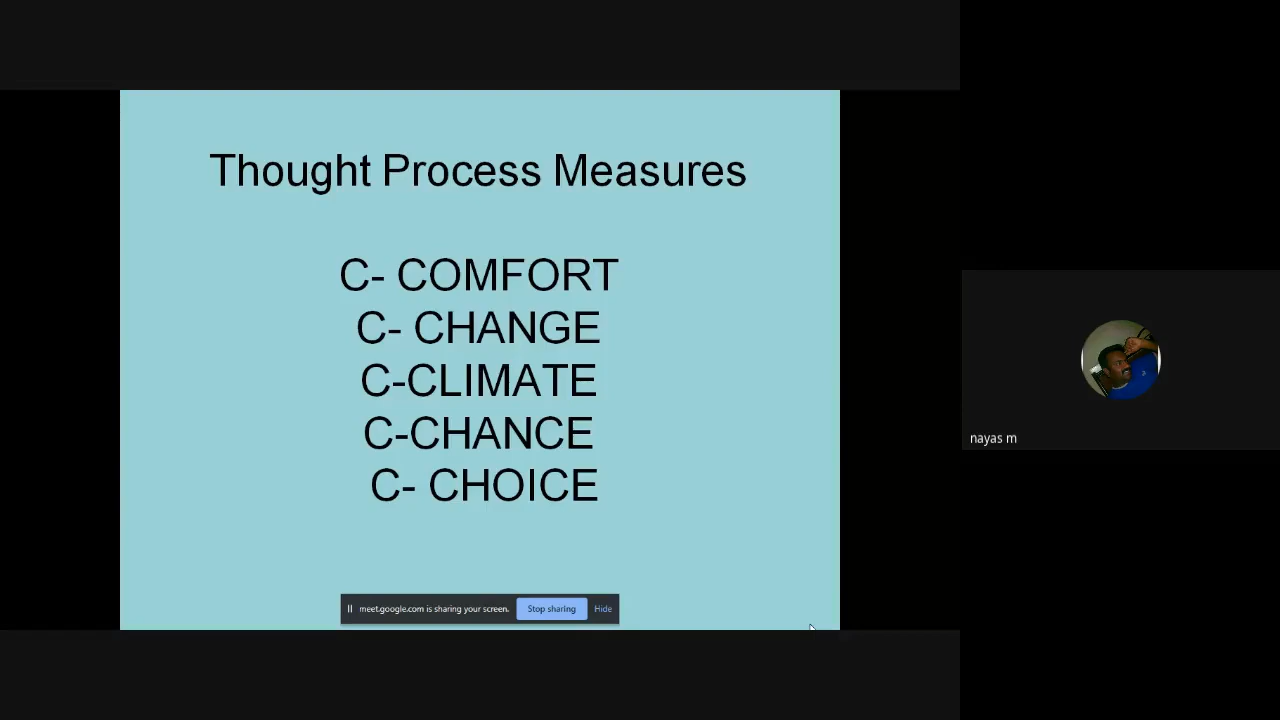 Thought Process Measures
C- COMFORT
C- CHANGE
C-CLIMATE
C-CHANCE
C- CHOICE
meet.google.com is sharing your screen. Stop sharing Hide
nayas m